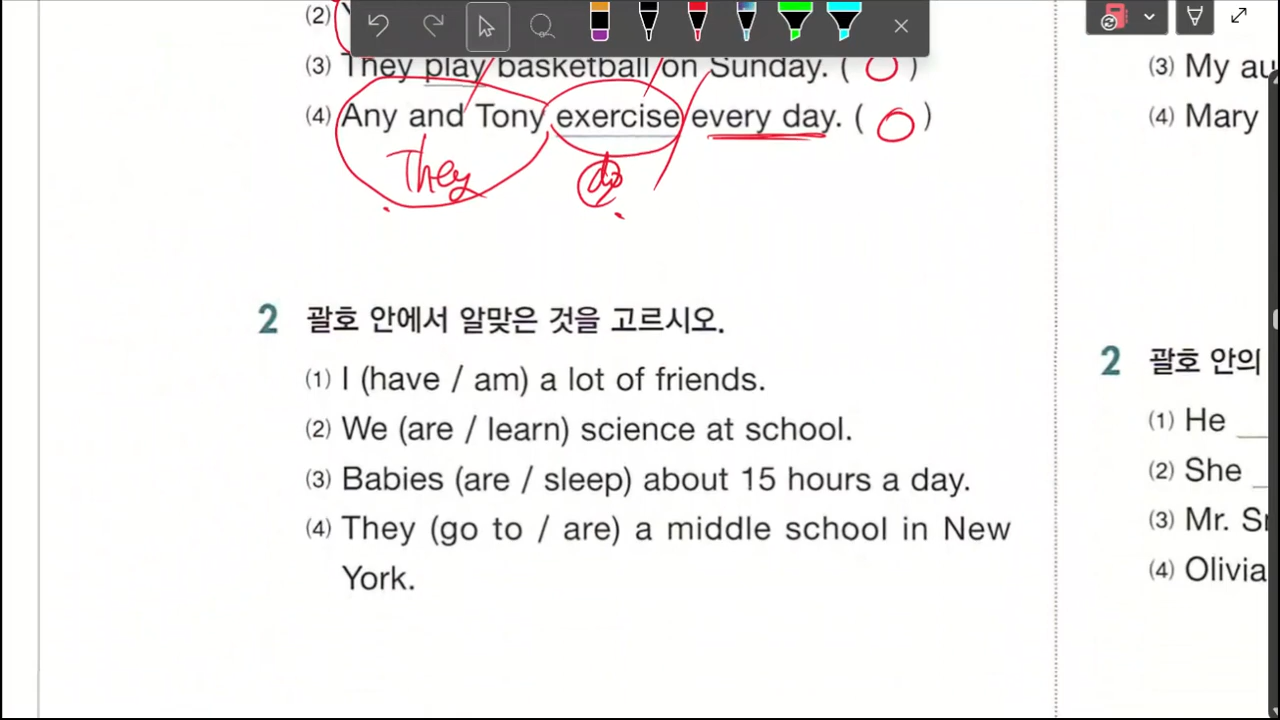 (2)
(3) They play basketball on Sunday. ( O )
(4) Any and Tony exercise every day. ( O )
They do
2 괄호 안에서 알맞은 것을 고르시오.
(1) I (have / am) a lot of friends.
(2) We (are / learn) science at school.
(3) Babies (are / sleep) about 15 hours a day.
(4) They (go to / are) a middle school in New
York.
(3) My au
(4) Mary
2 괄호 안의
(1) He
(2) She
(3) Mr. Sr
(4) Olivia